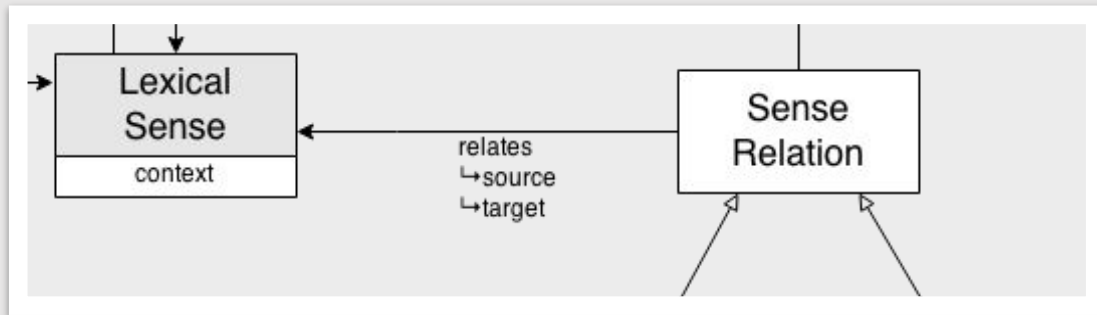 Lexical
Sense
context
relates
↳source
↳target
Sense
Relation